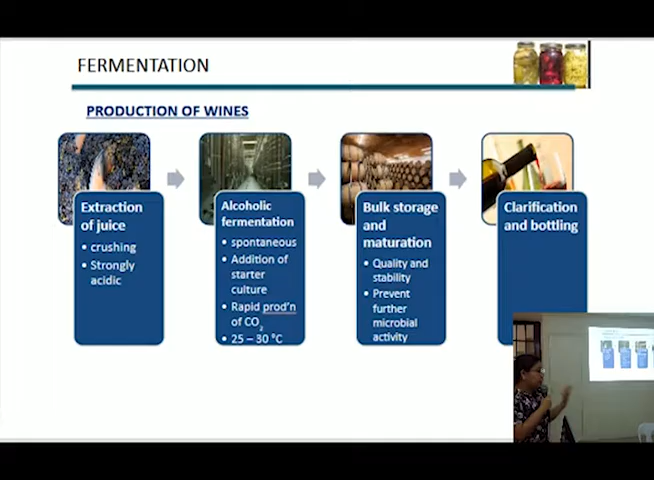 FERMENTATION
PRODUCTION OF WINES
Extraction
of juice
• crushing
• Strongly
acidic
Alcoholic
fermentation
• spontaneous
• Addition of
starter
culture
• Rapid prod'n
of CO₂
• 25 – 30 °C
Bulk storage
and
maturation
• Quality and
stability
• Prevent
further
microbial
activity
Clarification
and bottling